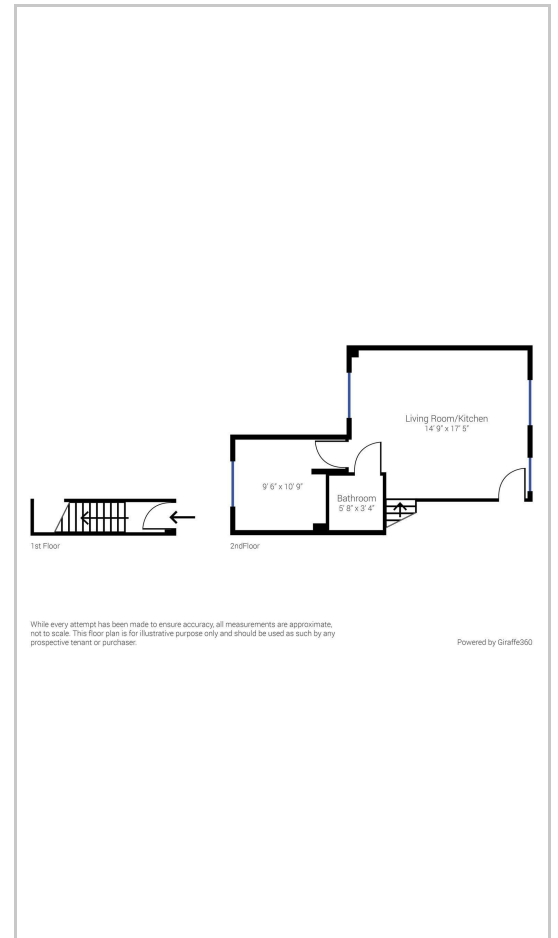 Living Room/Kitchen
14' 9" x 17' 5"
9' 6" x 10' 9"
Bathroom
5' 8" x 3' 4"
1st Floor
2ndFloor
While every attempt has been made to ensure accuracy, all measurements are approximate,
not to scale. This floor plan is for illustrative purpose only and should be used as such by any
prospective tenant or purchaser.
Powered by Giraffe360